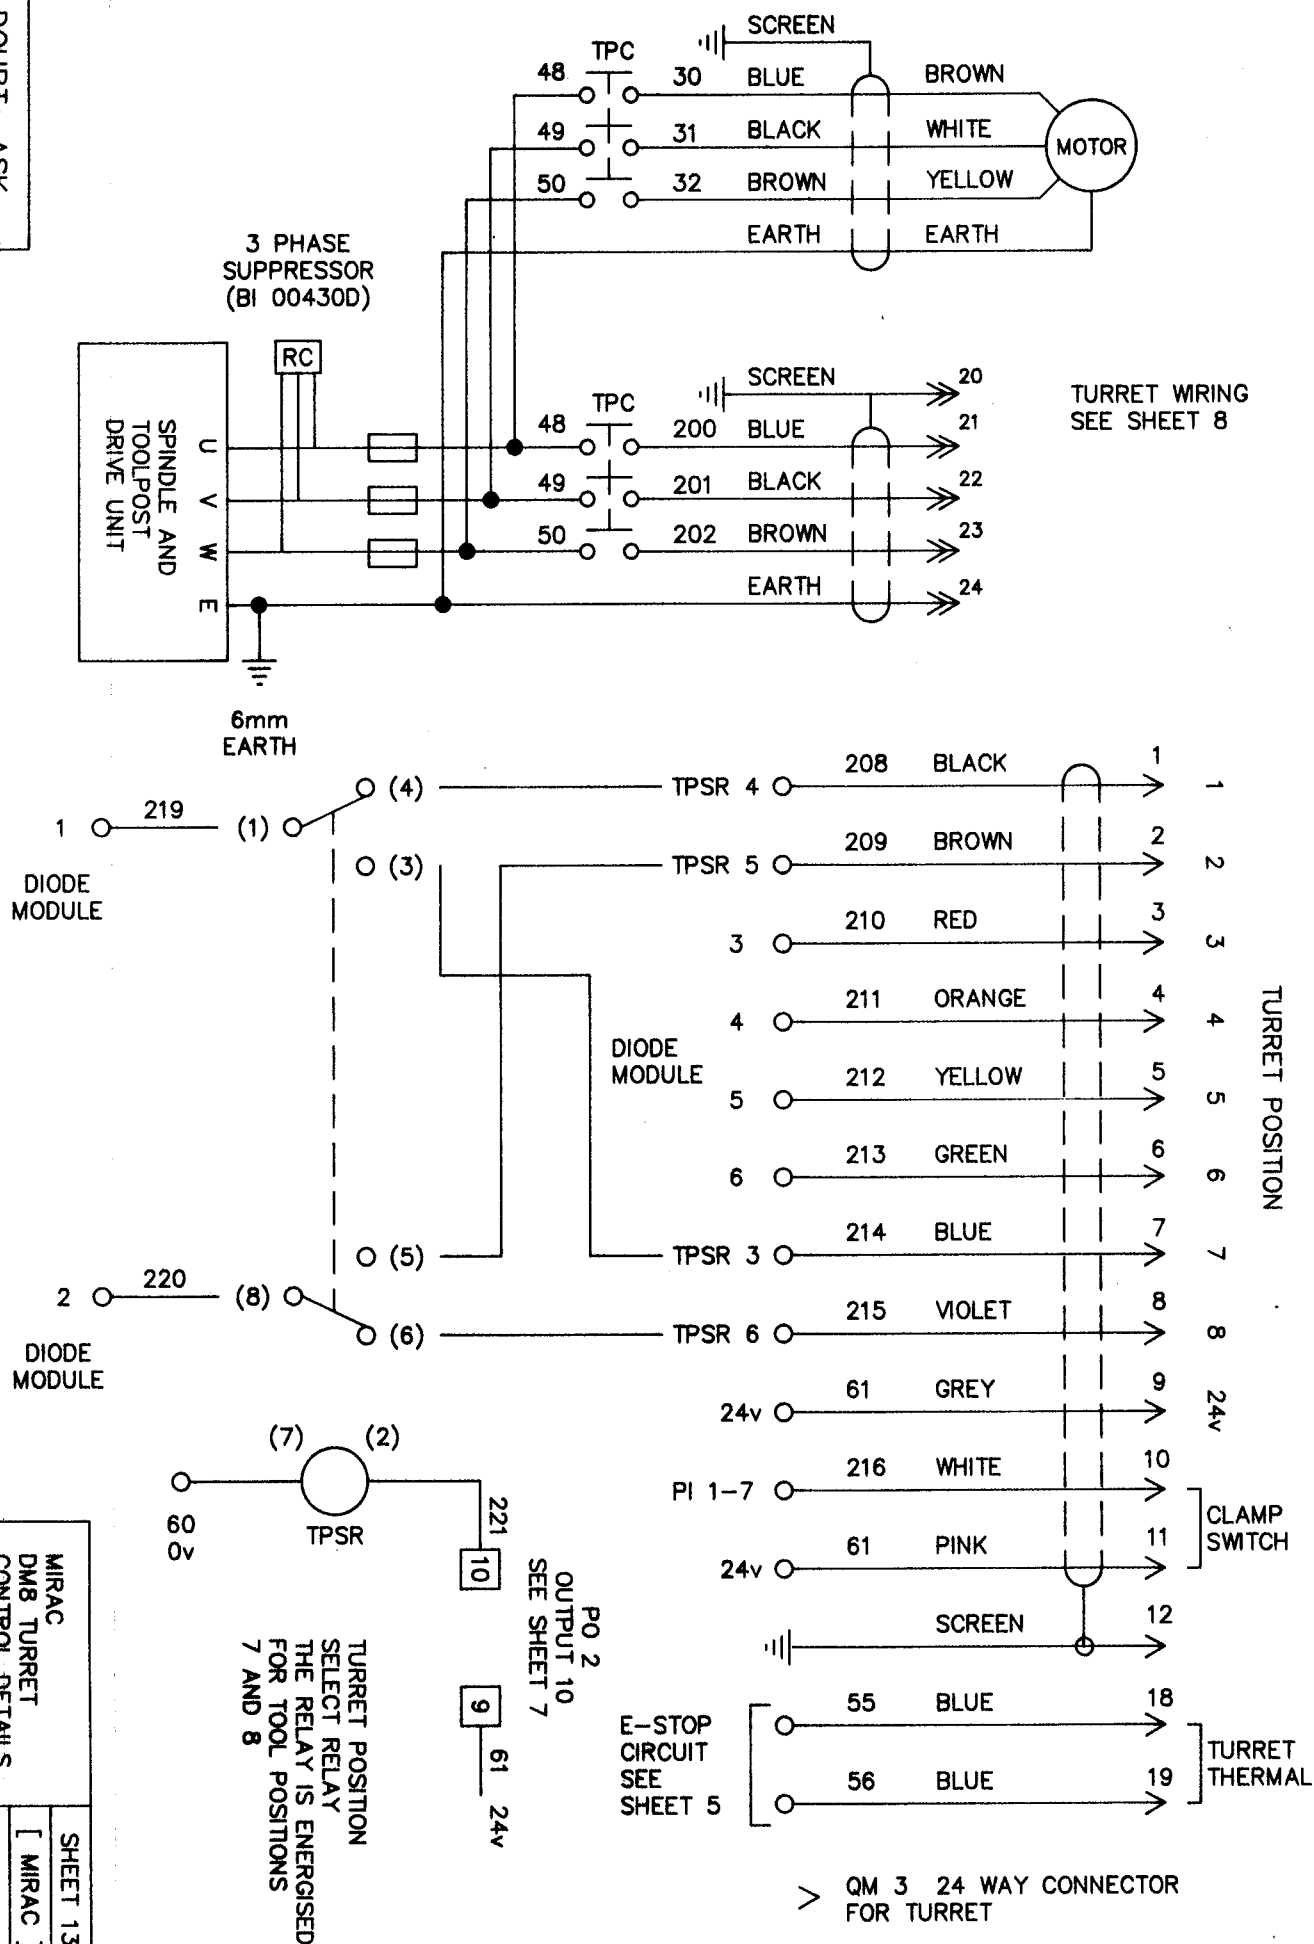 SCREEN
TPC
48 30 BLUE BROWN
49 31 BLACK WHITE
MOTOR
50 32 BROWN YELLOW
EARTH EARTH
3 PHASE
SUPPRESSOR
(BI 00430D)
RC
SPINDLE AND
TOOLPOST
DRIVE UNIT
U
V
W
E
SCREEN 20
TPC
48 200 BLUE 21
49 201 BLACK 22
50 202 BROWN 23
EARTH 24
TURRET WIRING
SEE SHEET 8
6mm
EARTH
1 219 (1) (4)
(3)
DIODE
MODULE
TPSR 4 208 BLACK 1 1
TPSR 5 209 BROWN 2 2
3 210 RED 3 3
4 211 ORANGE 4 4
DIODE
MODULE
5 212 YELLOW 5 5
6 213 GREEN 6 6
TPSR 3 214 BLUE 7 7
TPSR 6 215 VIOLET 8 8
TURRET POSITION
(5)
2 220 (8) (6)
DIODE
MODULE
24v 61 GREY 9 24v
PI 1-7 216 WHITE 10
24v 61 PINK 11
CLAMP
SWITCH
SCREEN 12
(7) (2)
TPSR
60
0v
221
10
PO 2
OUTPUT 10
SEE SHEET 7
9
61 24v
TURRET POSITION
SELECT RELAY
THE RELAY IS ENERGISED
FOR TOOL POSITIONS
7 AND 8
E-STOP
CIRCUIT
SEE
SHEET 5
55 BLUE 18
56 BLUE 19
TURRET
THERMAL
> QM 3 24 WAY CONNECTOR
FOR TURRET
MIRAC
DM8 TURRET
CONTROL DETAILS
SHEET 13
[ MIRAC
ASK